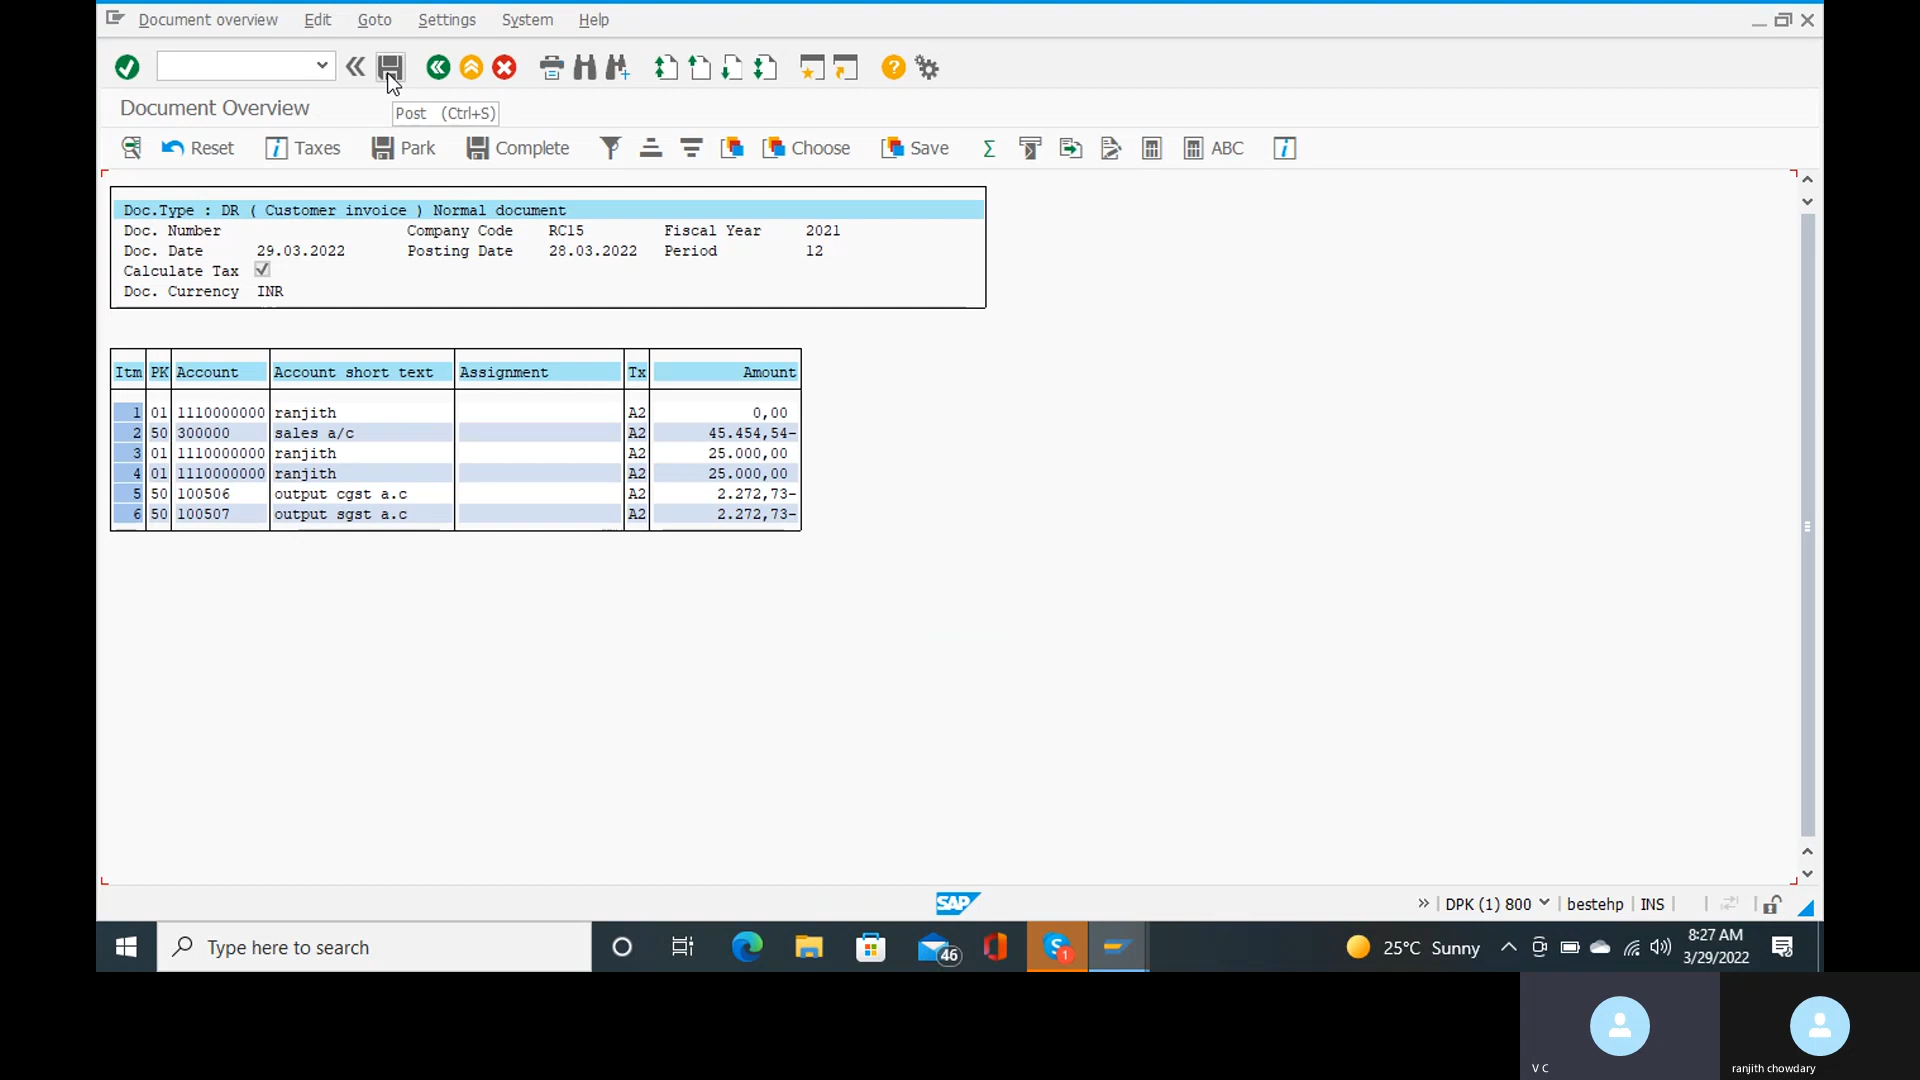 Document overview Edit Goto Settings System Help
Document Overview
Post (Ctrl+S)
Reset Taxes Park Complete Choose Save Σ ABC
Doc.Type : DR ( Customer invoice ) Normal document
Doc. Number Company Code RC15 Fiscal Year 2021
Doc. Date 29.03.2022 Posting Date 28.03.2022 Period 12
Calculate Tax
Doc. Currency INR
Itm PK Account Account short text Assignment Tx Amount
1 01 1110000000 ranjith A2 0,00
2 50 300000 sales a/c A2 45.454,54-
3 01 1110000000 ranjith A2 25.000,00
4 01 1110000000 ranjith A2 25.000,00
5 50 100506 output cgst a.c A2 2.272,73-
6 50 100507 output sgst a.c A2 2.272,73-
SAP DPK (1) 800 bestehp INS
Type here to search 46 1 25°C Sunny 8:27 AM
3/29/2022
V C ranjith chowdary